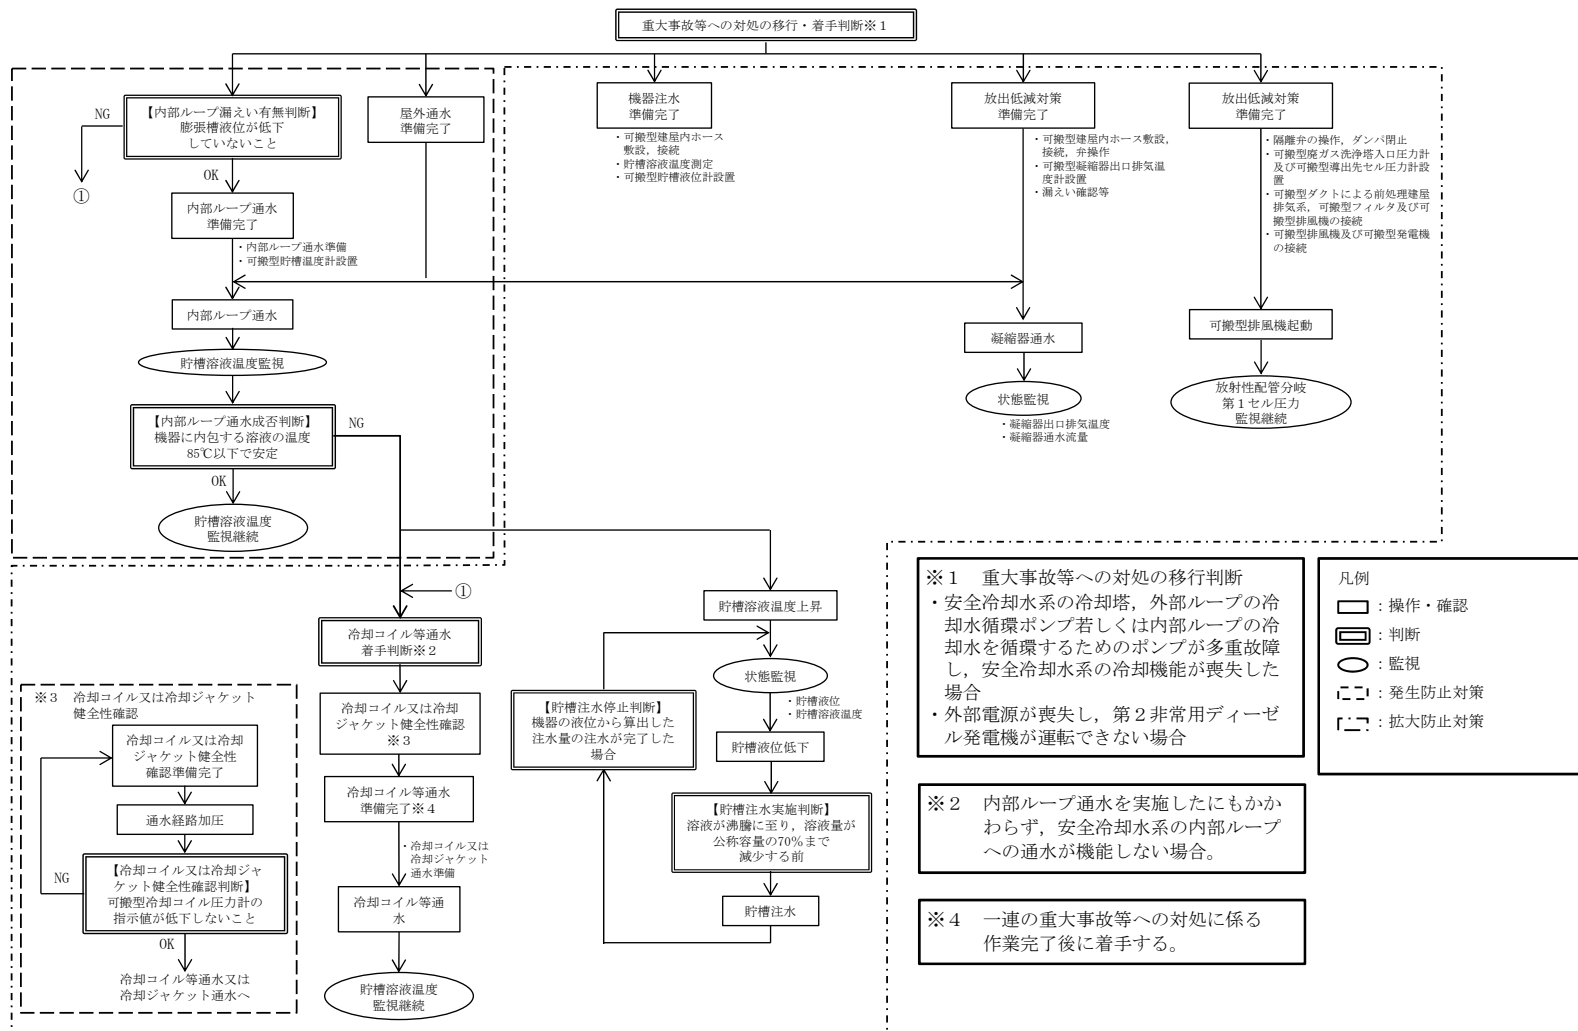 重大事故等への対処の移行・着手判断※１
NG
【内部ループ漏えい有無判断】
膨張槽液位が低下
していないこと
OK
①
屋外通水
準備完了
内部ループ通水
準備完了
・内部ループ通水準備
・可搬型貯槽温度計設置
内部ループ通水
貯槽溶液温度監視
【内部ループ通水成否判断】
機器に内包する溶液の温度
85℃以下で安定
NG
OK
貯槽溶液温度
監視継続
機器注水
準備完了
・可搬型建屋内ホース
敷設，接続
・貯槽溶液温度測定
・可搬型貯槽液位計設置
放出低減対策
準備完了
・可搬型建屋内ホース敷設，
接続，弁操作
・可搬型凝縮器出口排気温
度計設置
・漏えい確認等
凝縮器通水
状態監視
・凝縮器出口排気温度
・凝縮器通水流量
放出低減対策
準備完了
・隔離弁の操作，ダンパ閉止
・可搬型廃ガス洗浄塔入口圧力計
及び可搬型導出先セル圧力計設
置
・可搬型ダクトによる前処理建屋
排気系，可搬型フィルタ及び可
搬型排風機の接続
・可搬型排風機及び可搬型発電機
の接続
可搬型排風機起動
放射性配管分岐
第１セル圧力
監視継続
①
冷却コイル等通水
着手判断※２
冷却コイル又は冷却
ジャケット健全性確認
※３
冷却コイル等通水
準備完了※４
・冷却コイル又は
冷却ジャケット
通水準備
冷却コイル等通
水
貯槽溶液温度
監視継続
※３　冷却コイル又は冷却ジャケット
健全性確認
冷却コイル又は冷却
ジャケット健全性
確認準備完了
通水経路加圧
【冷却コイル又は冷却ジャ
ケット健全性確認判断】
可搬型冷却コイル圧力計の
指示値が低下しないこと
NG
OK
冷却コイル等通水又は
冷却ジャケット通水へ
貯槽溶液温度上昇
状態監視
・貯槽液位
・貯槽溶液温度
貯槽液位低下
【貯槽注水実施判断】
溶液が沸騰に至り，溶液量が
公称容量の70％まで
減少する前
貯槽注水
【貯槽注水停止判断】
機器の液位から算出した
注水量の注水が完了した
場合
※１　重大事故等への対処の移行判断
・安全冷却水系の冷却塔，外部ループの冷
却水循環ポンプ若しくは内部ループの冷
却水を循環するためのポンプが多重故障
し，安全冷却水系の冷却機能が喪失した
場合
・外部電源が喪失し，第２非常用ディーゼ
ル発電機が運転できない場合
※２　内部ループ通水を実施したにもかか
わらず，安全冷却水系の内部ループ
への通水が機能しない場合。
※４　一連の重大事故等への対処に係る
作業完了後に着手する。
凡例
：操作・確認
：判断
：監視
：発生防止対策
：拡大防止対策